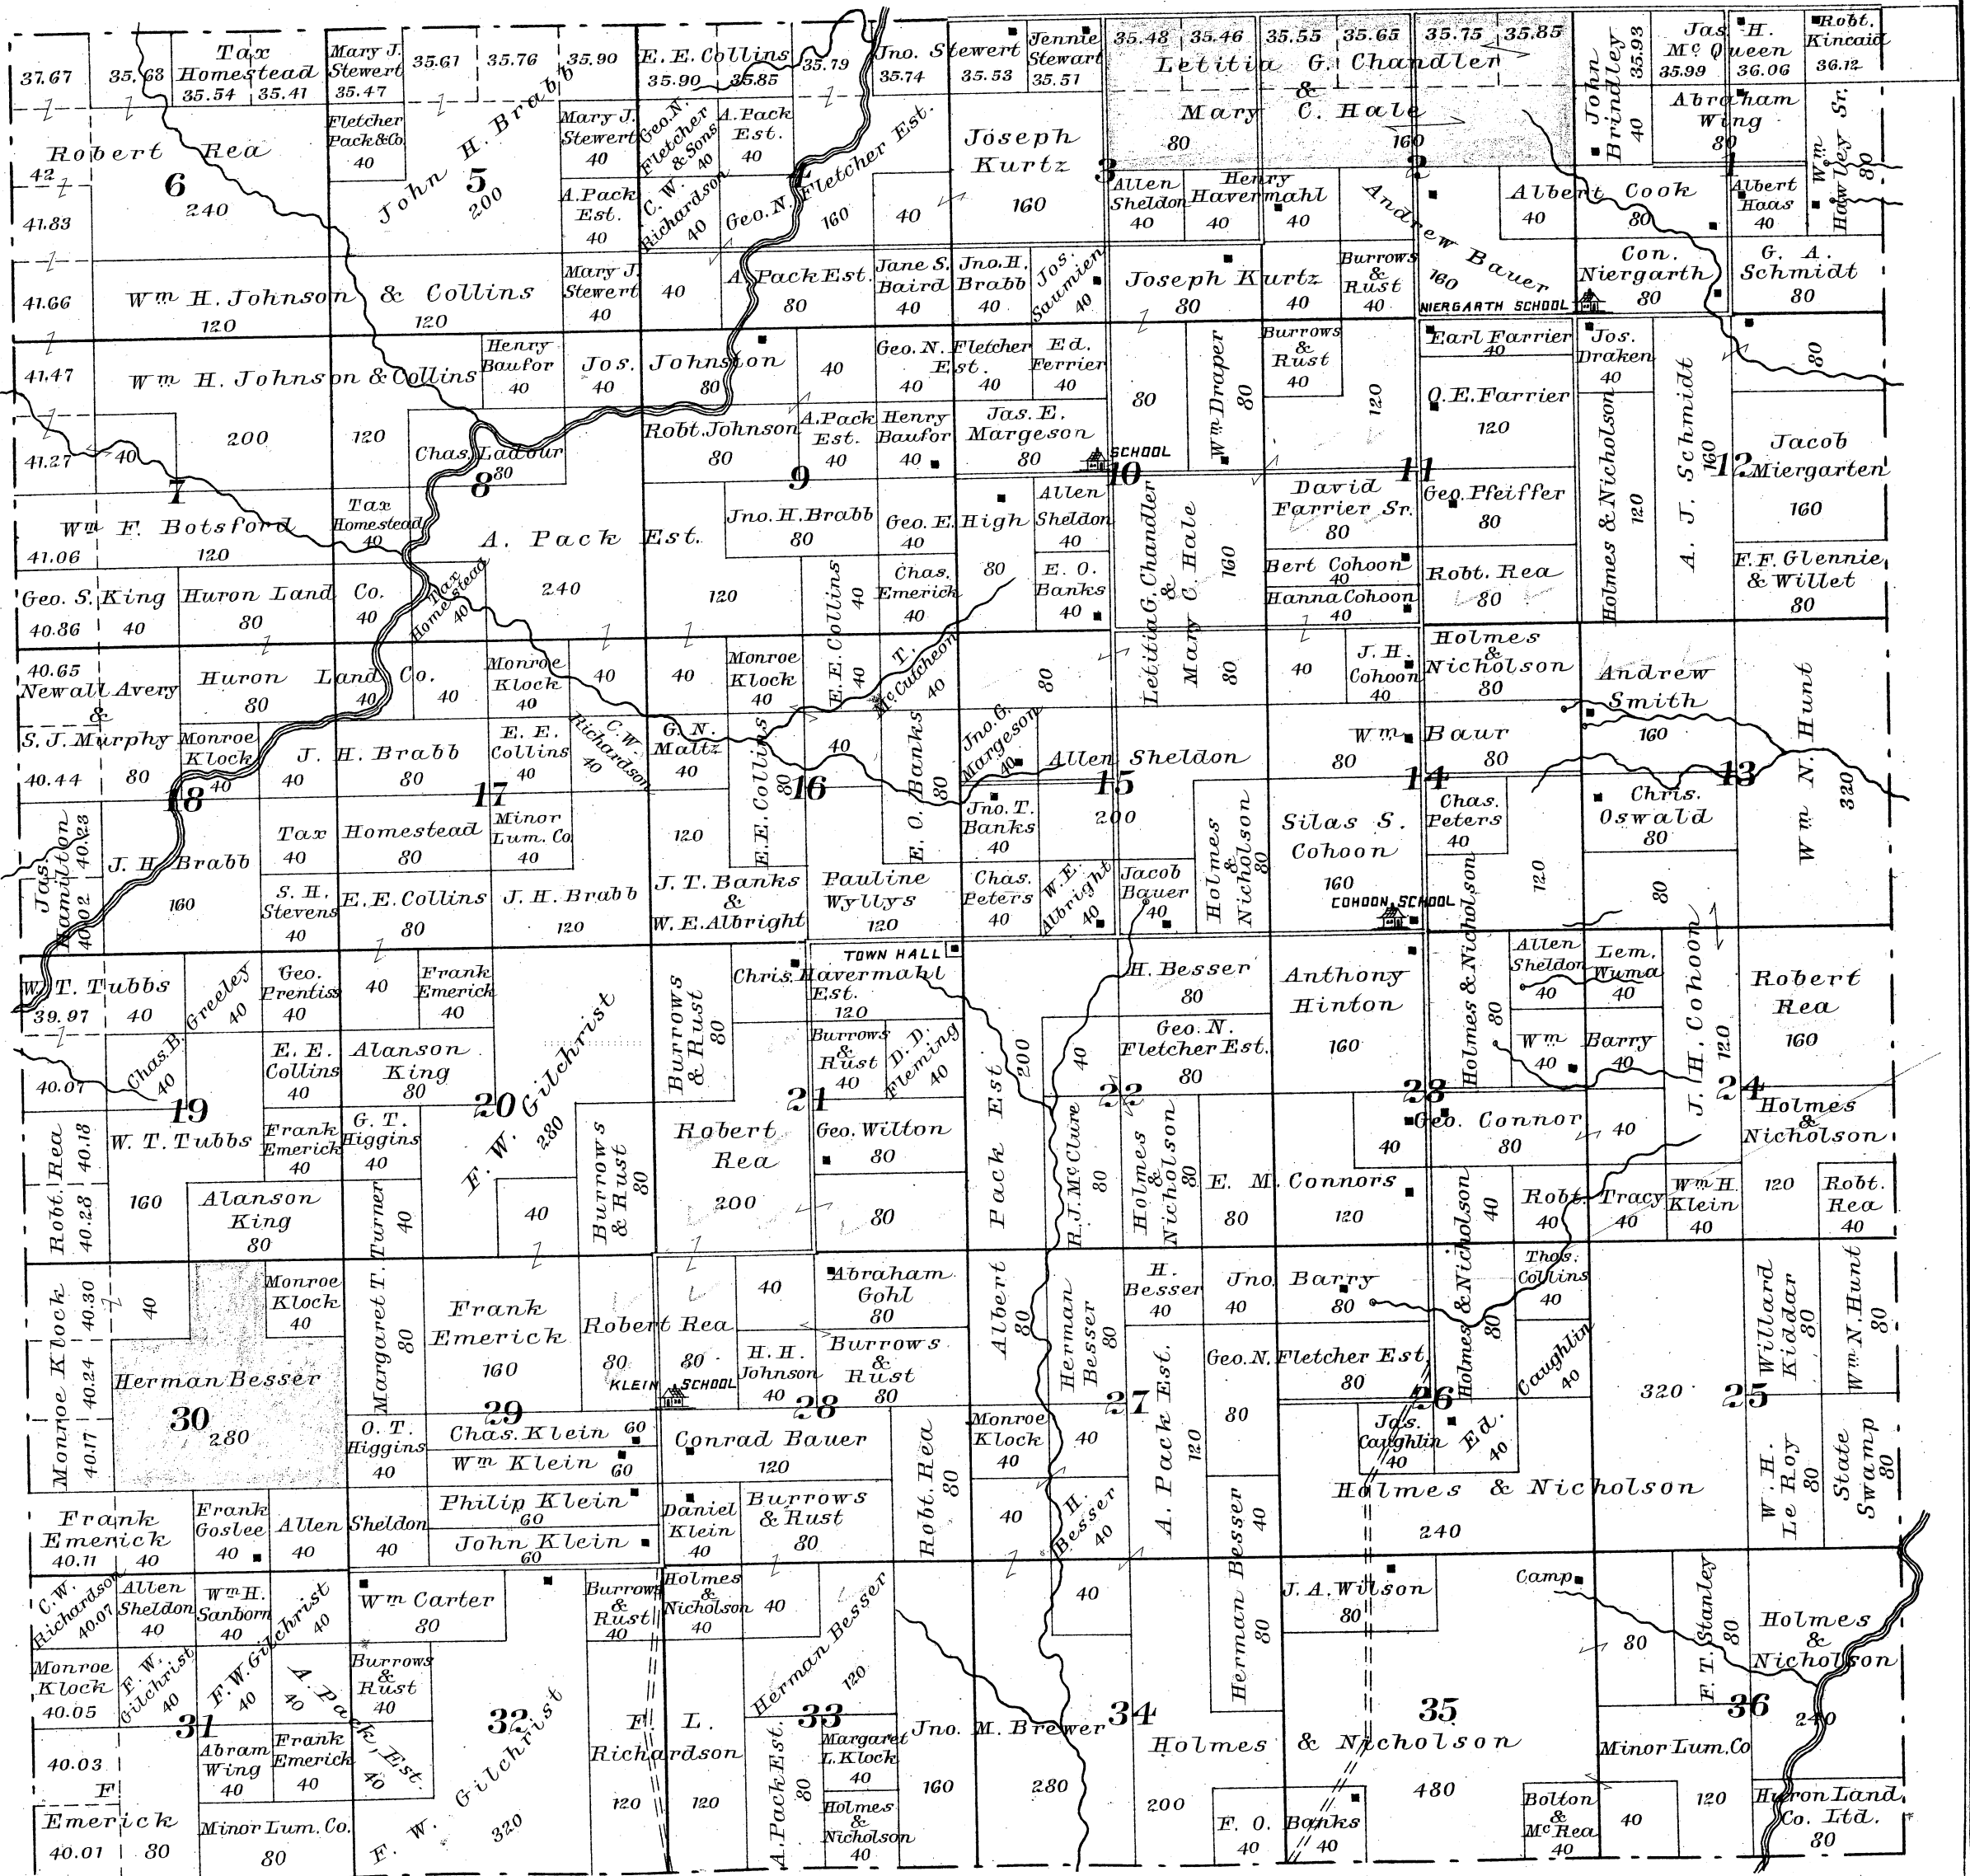 37.67
35.68
Tax
Homestead
35.54 35.41
Mary J.
Stewert
35.47
35.61
35.76
35.90
E. E. Collins
35.90 35.85
35.79
Jno. Stewert
35.74 35.53
Jennie
Stewart
35.51
35.48
35.46
35.55
35.65
35.75
35.85
Letitia G. Chandler
&
Mary C. Hale
80
160
John
Brindley
40
35.93
Jas. H.
Mc Queen
35.99 36.06
Robt.
Kincaid
36.12
Robert Rea
42
6
240
41.83
Fletcher
Pack & Co.
40
John H. Brabb
5
200
Mary J.
Stewert
40
Geo. N.
Fletcher
& Sons
40
A. Pack
Est.
40
A. Pack
Est.
40
C. W.
Richardson
40
4
Geo. N. Fletcher Est.
160
40
Joseph
Kurtz
160
3
Allen
Sheldon
40
Henry
Havermahl
40 40
2
Andrew Bauer
160
Albert Cook
40 80
Abraham
Wing
80
1
Albert
Haas
40
Wm
Hawley Sr.
80
41.66
Wm H. Johnson & Collins
120 120
Mary J.
Stewert
40
40
A. Pack Est.
80
Jane S.
Baird
40
Jno. H.
Brabb
40
Jos.
Saumien
40
Joseph Kurtz
80 40
Burrows
&
Rust
40
NIERGARTH SCHOOL
Con.
Niergarth
80
G. A.
Schmidt
80
41.47
Wm H. Johnson & Collins
200
120
41.27
40
7
Henry
Baufor
40
Jos. Johnston
40 80
40
Geo. N. Fletcher
Est.
40 40
Ed.
Ferrier
40
80
Wm Draper
80
Burrows
&
Rust
40
120
Earl Farrier
40
O. E. Farrier
120
Jos.
Draken
40
Holmes & Nicholson
120
A. J. Schmidt
160
80
Jacob
Miergarten
160
12
Chas. Ladour
80
8
Robt. Johnson
80
9
A. Pack
Est.
40
Henry
Baufor
40
Jas. E.
Margeson
80
SCHOOL
10
11
Wm F. Botsford
41.06 120
Tax
Homestead
40
A. Pack Est.
240
120
Jno. H. Brabb
80
Geo. E. High
40 80
Allen
Sheldon
40
Letitia G. Chandler
&
Mary C. Hale
160
80
David
Farrier Sr.
80
Geo. Pfeiffer
80
Geo. S. King
40.86 40
Huron Land Co.
80 40
Tax
Homestead
40
E. E. Collins
40
40
Chas.
Emerick
40
E. O.
Banks
40
Bert Cohoon
40
Hanna Cohoon
40
Robt. Rea
80
F. F. Glennie
& Willet
80
40.65
Newall Avery
&
S. J. Murphy
40.44 80
Huron Land Co.
80 40
40
Monroe
Klock
40
40
40
Monroe
Klock
40
T.
McCutcheon
40
80
40
J. H.
Cohoon
40
Holmes
&
Nicholson
80
Andrew
Smith
160
Wm N. Hunt
320
Monroe
Klock
40
18
J. H. Brabb
40 80
17
E. E.
Collins
40
C. W.
Richardson
40
G. N.
Maltz
40
E. E. Collins
80
40
16
E. O. Banks
80
Jno. G.
Margeson
40
Allen Sheldon
80
15
200
Wm Baur
80
14
13
Jas.
Hamilton
40.02 40.23
J. H. Brabb
160
Tax Homestead
40 80
Minor
Lum. Co.
40
120
Jno. T.
Banks
40
Holmes
&
Nicholson
80
Silas S.
Cohoon
160
COHOON SCHOOL
Chas.
Peters
40
120
Chris.
Oswald
80
80
S. H.
Stevens
40
E. E. Collins
80
J. H. Brabb
120
J. T. Banks
&
W. E. Albright
Pauline
Wyllys
120
Chas.
Peters
40
W. E.
Albright
40
Jacob
Bauer
40
W. T. Tubbs
39.97 40
Chas. B. Greeley
40 40
Geo.
Prentiss
40
40
Frank
Emerick
40
F. W. Gilchrist
280
Burrows
& Rust
80
TOWN HALL
Chris. Havermahl
Est.
120
Albert Pack Est.
200
80
H. Besser
80
Anthony
Hinton
160
Holmes & Nicholson
80
Allen
Sheldon
40
Lem.
Wuma
40
J. H. Cohoon
120
Robert
Rea
160
40.07
19
E. E.
Collins
40
Alanson
King
80
20
21
Burrows
&
Rust
40
D. D.
Fleming
40
40
Geo. N.
Fletcher Est.
80
22
23
Wm Barry
40 40
24
Robt. Rea
40.28 40.18
W. T. Tubbs
160
Frank
Emerick
40
G. T.
Higgins
40
Burrows
& Rust
80
Robert
Rea
200
Geo. Wilton
80
R. J. McClure
80
Holmes
&
Nicholson
80
E. M. Connors
80 120
40
Geo. Connor
80
40
Holmes
&
Nicholson
120
Alanson
King
80
Margaret T. Turner
40
80
40
80
Holmes & Nicholson
40
80
Robt. Tracy
40 40
Wm H.
Klein
40
Robt.
Rea
40
Monroe Klock
40.17 40.24 40.30
40
Monroe
Klock
40
Herman Besser
30
280
Frank
Emerick
160
Robert Rea
80 80
KLEIN SCHOOL
40
Abraham
Gohl
80
H. H.
Johnson
40
Burrows
&
Rust
80
Herman
Besser
80
H.
Besser
40
Jno. Barry
40 80
Thos.
Collins
40
320
Willard
Kiddar
80
Wm N. Hunt
80
Geo. N. Fletcher Est.
80
Caughlin
40
Ed.
40
29
28
27
26
25
O. T.
Higgins
40
Chas. Klein 60
Wm Klein 60
Conrad Bauer
120
Robt. Rea
80
Monroe
Klock
40
40
A. Pack Est.
120
80
Jas.
Caughlin
40
Holmes & Nicholson
240
W. H.
Le Roy
80
State
Swamp
80
Frank
Emerick
40.11 40
Frank
Goslee
40
Allen Sheldon
40 40
Philip Klein
60
John Klein
60
Daniel
Klein
40
Burrows
& Rust
80
40
H.
Besser
40
Herman Besser
40
80
C. W.
Richardson
40.07
Allen
Sheldon
40
Wm H.
Sanborn
40
F. W. Gilchrist
40
40
Wm Carter
80
Burrows
&
Rust
40
Holmes
&
Nicholson
40
40
Herman Besser
120
40
J. A. Wilson
80
Camp
80
F. T. Stanley
80
Holmes
&
Nicholson
240
Monroe
Klock
40.05
F. W.
Gilchrist
40
31
A. Pack, Est.
40
40
Burrows
&
Rust
40
32
F. W. Gilchrist
320
F. L.
Richardson
120 120
A. Pack Est.
80
33
Margaret
L. Klock
40
Jno. M. Brewer
160 280
34
Holmes & Nicholson
200 480
35
36
Minor Lum. Co
120
40.03
F
Emerick
40.01 80
Abram
Wing
40
Frank
Emerick
40
Minor Lum. Co.
80
Holmes
&
Nicholson
40
F. O. Banks
40 40
Bolton
&
Mc Rea
40
40
Huron Land
Co. Ltd.
80